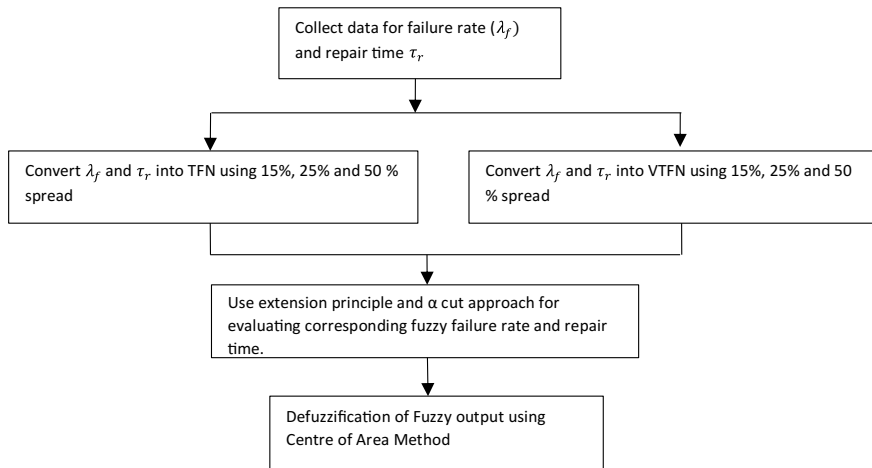 Collect data for failure rate (λ_f)
and repair time τ_r
Convert λ_f and τ_r into TFN using 15%, 25% and 50 %
spread
Convert λ_f and τ_r into VTFN using 15%, 25% and 50
% spread
Use extension principle and α cut approach for
evaluating corresponding fuzzy failure rate and repair
time.
Defuzzification of Fuzzy output using
Centre of Area Method